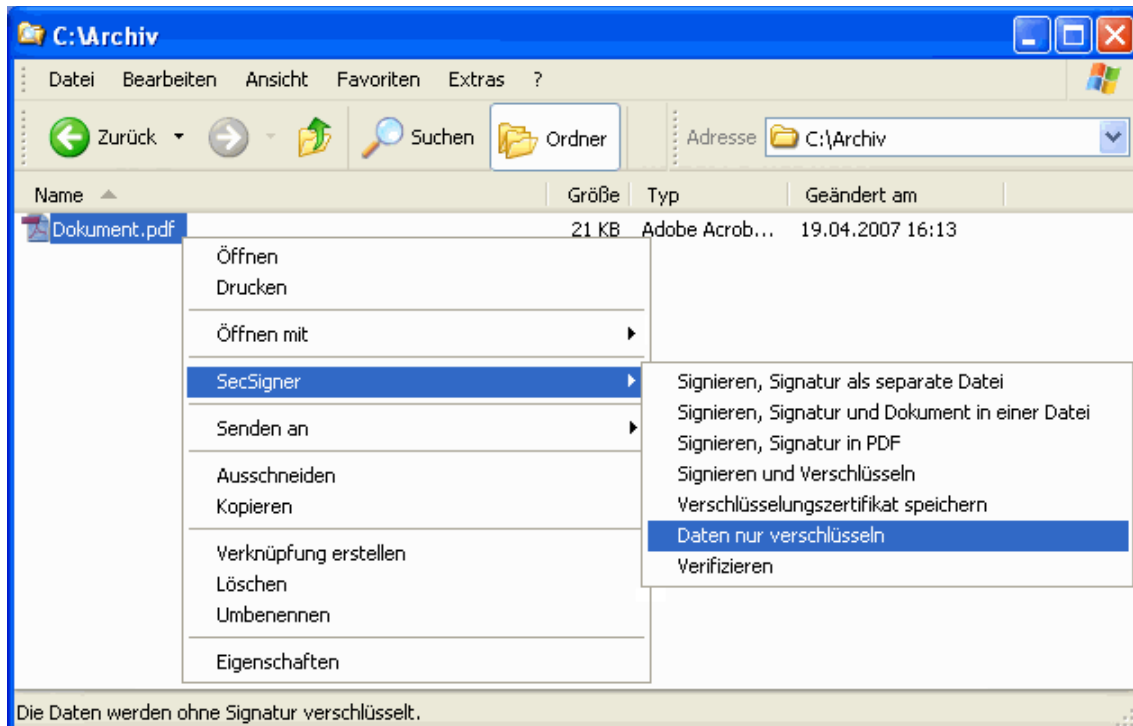 C:\Archiv
Datei Bearbeiten Ansicht Favoriten Extras ?
Zurück Suchen Ordner Adresse C:\Archiv
Name Größe Typ Geändert am
Dokument.pdf 21 KB Adobe Acrob... 19.04.2007 16:13
Öffnen
Drucken
Öffnen mit
SecSigner
Senden an
Ausschneiden
Kopieren
Verknüpfung erstellen
Löschen
Umbenennen
Eigenschaften
Signieren, Signatur als separate Datei
Signieren, Signatur und Dokument in einer Datei
Signieren, Signatur in PDF
Signieren und Verschlüsseln
Verschlüsselungszertifikat speichern
Daten nur verschlüsseln
Verifizieren
Die Daten werden ohne Signatur verschlüsselt.